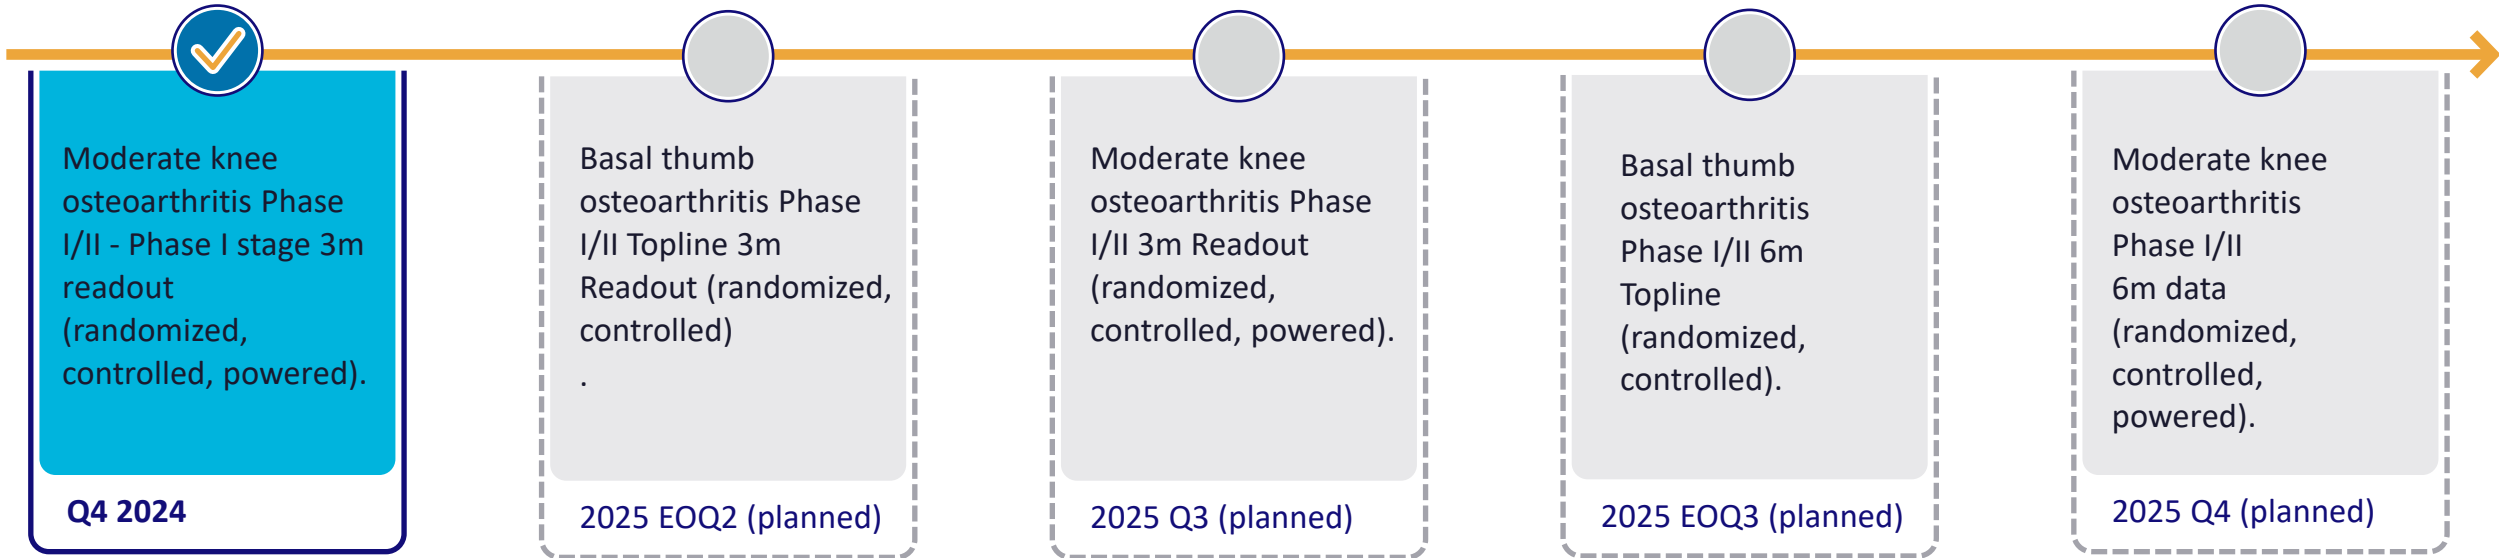 Moderate knee
osteoarthritis Phase
I/II - Phase I stage 3m
readout
(randomized,
controlled, powered).
Q4 2024
Basal thumb
osteoarthritis Phase
I/II Topline 3m
Readout (randomized,
controlled)
.
2025 EOQ2 (planned)
Moderate knee
osteoarthritis Phase
I/II 3m Readout
(randomized,
controlled, powered).
2025 Q3 (planned)
Basal thumb
osteoarthritis
Phase I/II 6m
Topline
(randomized,
controlled).
2025 EOQ3 (planned)
Moderate knee
osteoarthritis
Phase I/II
6m data
(randomized,
controlled,
powered).
2025 Q4 (planned)